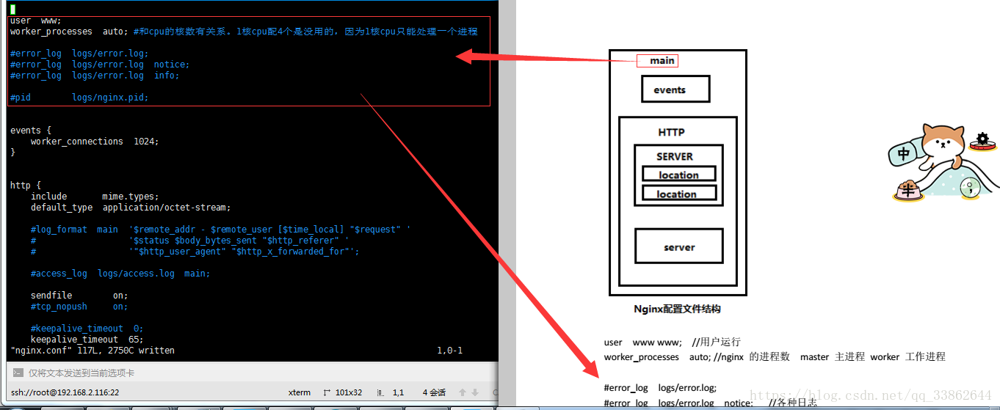 user  www;
worker_processes  auto; #和cpu的核数有关系。1核cpu配4个是没用的，因为1核cpu只能处理一个进程
#error_log  logs/error.log;
#error_log  logs/error.log  notice;
#error_log  logs/error.log  info;
#pid        logs/nginx.pid;
events {
    worker_connections  1024;
}
http {
    include       mime.types;
    default_type  application/octet-stream;
    #log_format  main  '$remote_addr - $remote_user [$time_local] "$request" '
    #                  '$status $body_bytes_sent "$http_referer" '
    #                  '"$http_user_agent" "$http_x_forwarded_for"';
    #access_log  logs/access.log  main;
    sendfile        on;
    #tcp_nopush     on;
    #keepalive_timeout  0;
    keepalive_timeout  65;
"nginx.conf" 117L, 2750C written                                                   1,0-1
仅将文本发送到当前选项卡
ssh://root@192.168.2.116:22 xterm 101x32 1,1 4 会话
main
events
HTTP
SERVER
location
location
server
Nginx配置文件结构
user   www www;   //用户运行
worker_processes   auto; //nginx 的进程数   master 主进程 worker 工作进程
#error_log   logs/error.log;
#error_log   logs/error.log   notice;    //各种日志
中
半
；
https://blog.csdn.net/qq_33862644